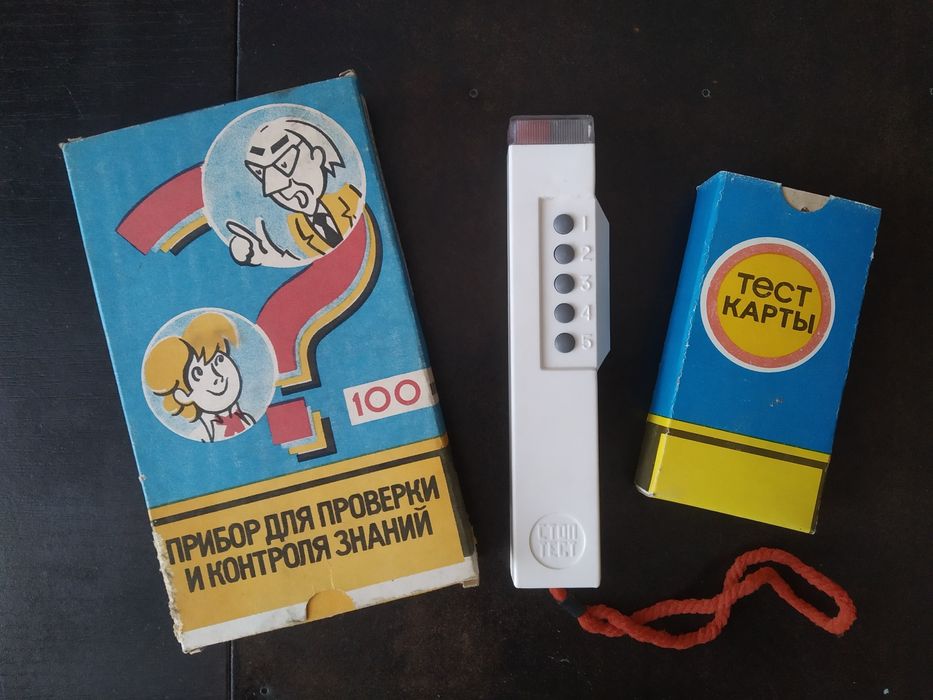 100
ПРИБОР ДЛЯ ПРОВЕРКИ
И КОНТРОЛЯ ЗНАНИЙ
1
2
3
4
5
СТОП
ТЕСТ
ТЕСТ
КАРТЫ